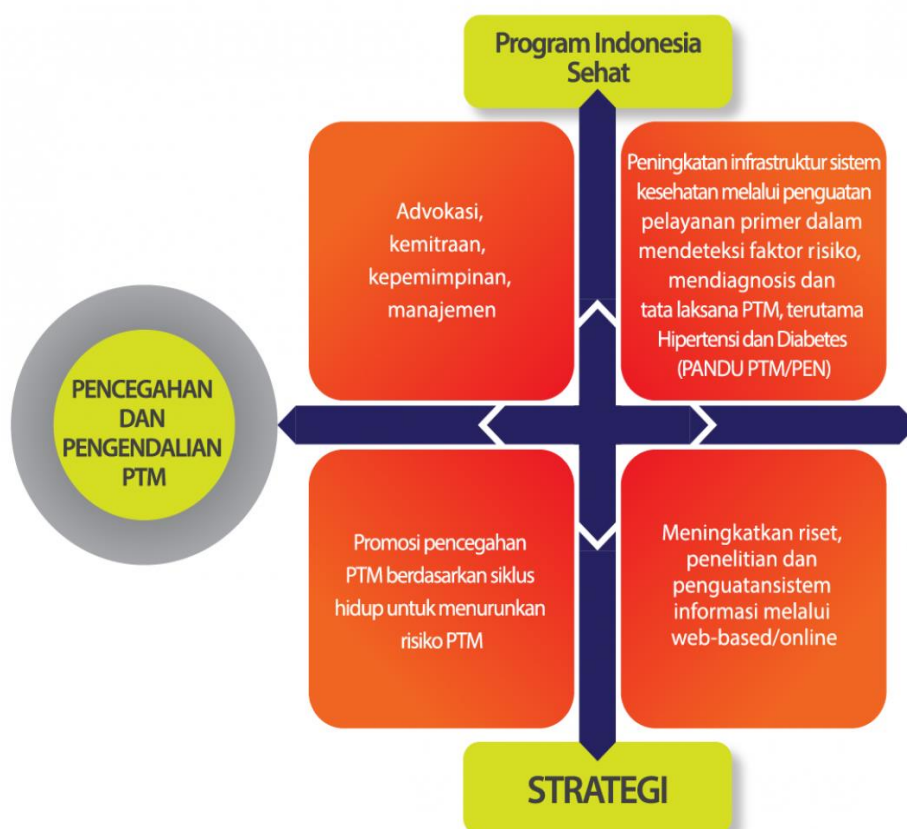 Program Indonesia
Sehat
Advokasi,
kemitraan,
kepemimpinan,
manajemen
Peningkatan infrastruktur sistem
kesehatan melalui penguatan
pelayanan primer dalam
mendeteksi faktor risiko,
mendiagnosis dan
tata laksana PTM, terutama
Hipertensi dan Diabetes
(PANDU PTM/PEN)
PENCEGAHAN
DAN
PENGENDALIAN
PTM
Promosi pencegahan
PTM berdasarkan siklus
hidup untuk menurunkan
risiko PTM
Meningkatkan riset,
penelitian dan
penguatansistem
informasi melalui
web-based/online
STRATEGI